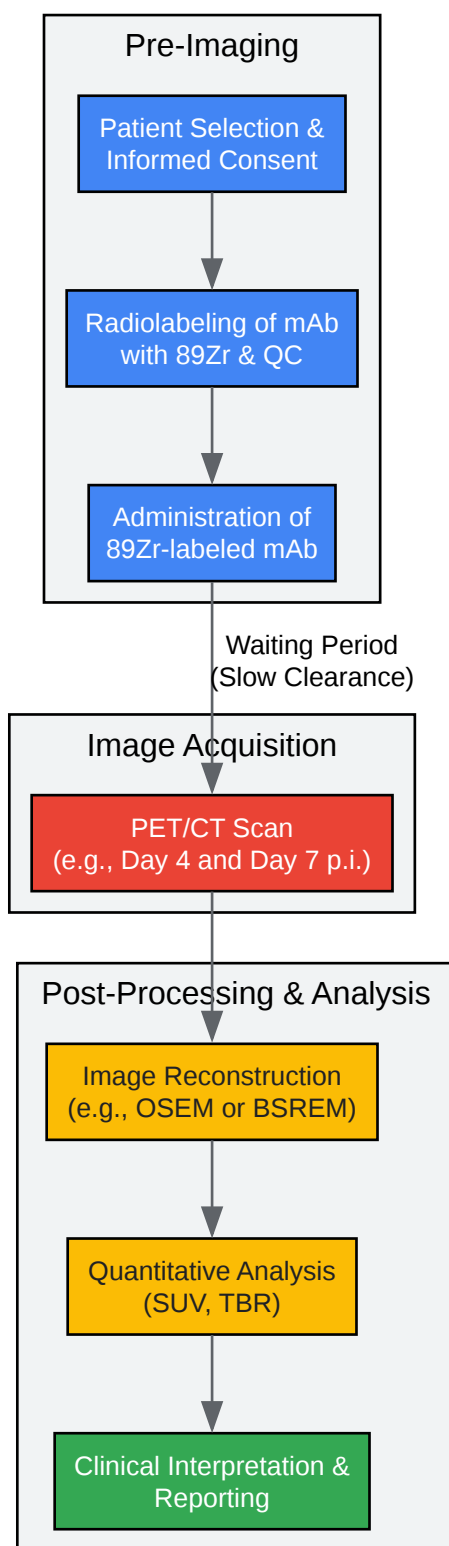 Pre-Imaging
Patient Selection &
Informed Consent
Radiolabeling of mAb
with 89Zr & QC
Administration of
89Zr-labeled mAb
Waiting Period
(Slow Clearance)
Image Acquisition
PET/CT Scan
(e.g., Day 4 and Day 7 p.i.)
Post-Processing & Analysis
Image Reconstruction
(e.g., OSEM or BSREM)
Quantitative Analysis
(SUV, TBR)
Clinical Interpretation &
Reporting